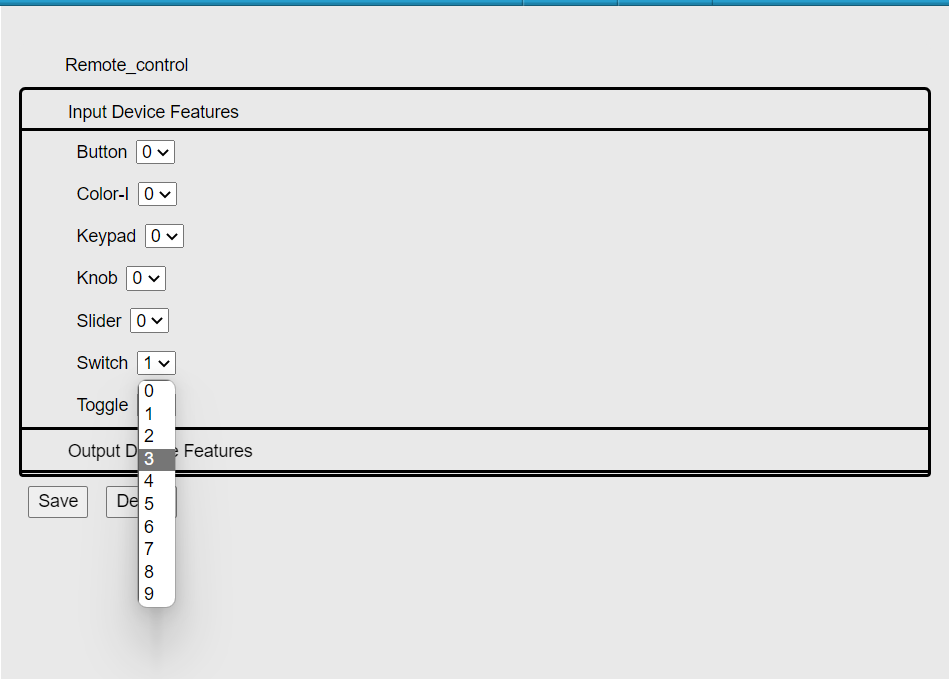 Remote_control
Input Device Features
Button 0
Color-I 0
Keypad 0
Knob 0
Slider 0
Switch 1
0
Toggle
1
2
Output D e Features
3
4
Save De
5
6
7
8
9